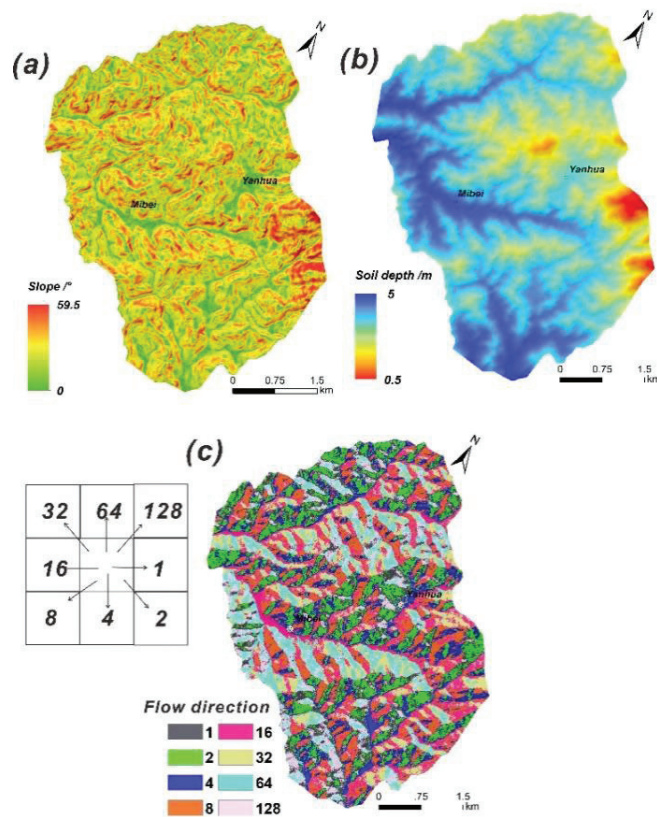 (a)
N
Yanhua
Mibei
Slope /°
59.5
0
0 0.75 1.5
km
(b)
N
Yanhua
Mibei
Soil depth /m
5
0.5
0 0.75 1.5
km
(c)
N
32 64 128
16 1
8 4 2
Yanhua
Mibei
Flow direction
1 16
2 32
4 64
8 128
0 .75 1.5
km